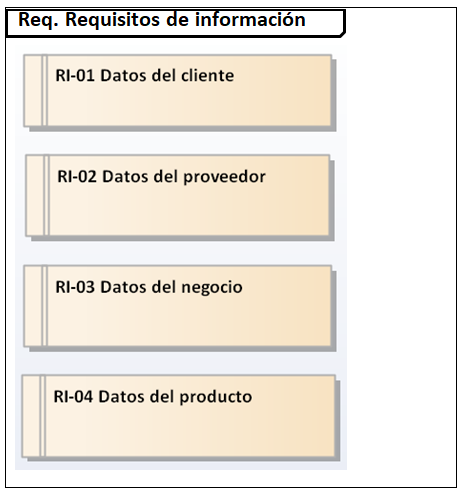 Req. Requisitos de información
RI-01 Datos del cliente
RI-02 Datos del proveedor
RI-03 Datos del negocio
RI-04 Datos del producto